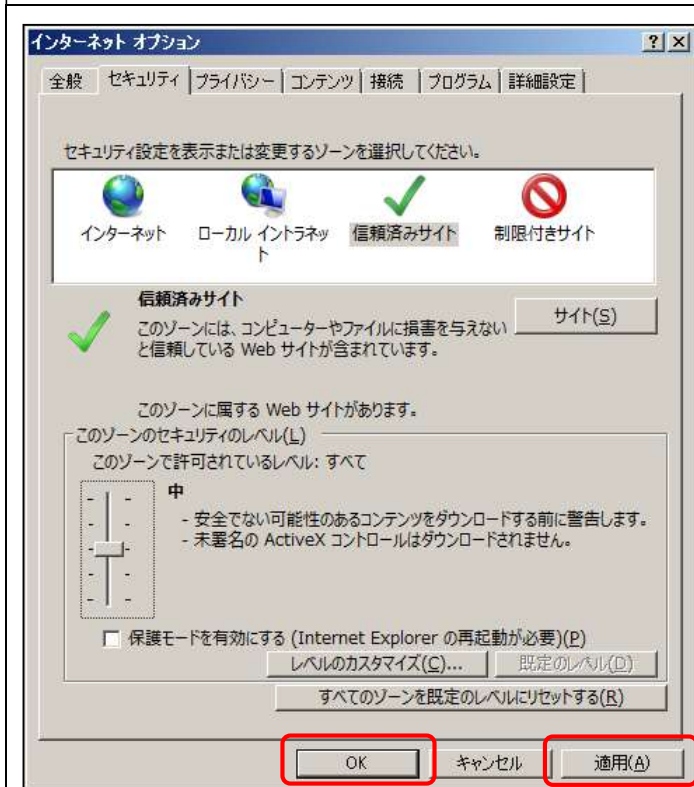 インターネット オプション
全般 セキュリティ プライバシー コンテンツ 接続 プログラム 詳細設定
セキュリティ設定を表示または変更するゾーンを選択してください。
インターネット ローカル イントラネッ 信頼済みサイト 制限付きサイト
ト
信頼済みサイト
サイト(S)
このゾーンには、コンピューターやファイルに損害を与えない
と信頼している Web サイトが含まれています。
このゾーンに属する Web サイトがあります。
このゾーンのセキュリティのレベル(L)
このゾーンで許可されているレベル: すべて
中
- 安全でない可能性のあるコンテンツをダウンロードする前に警告します。
- 未署名の ActiveX コントロールはダウンロードされません。
保護モードを有効にする (Internet Explorer の再起動が必要)(P)
レベルのカスタマイズ(C)... 既定のレベル(D)
すべてのゾーンを既定のレベルにリセットする(R)
OK キャンセル 適用(A)